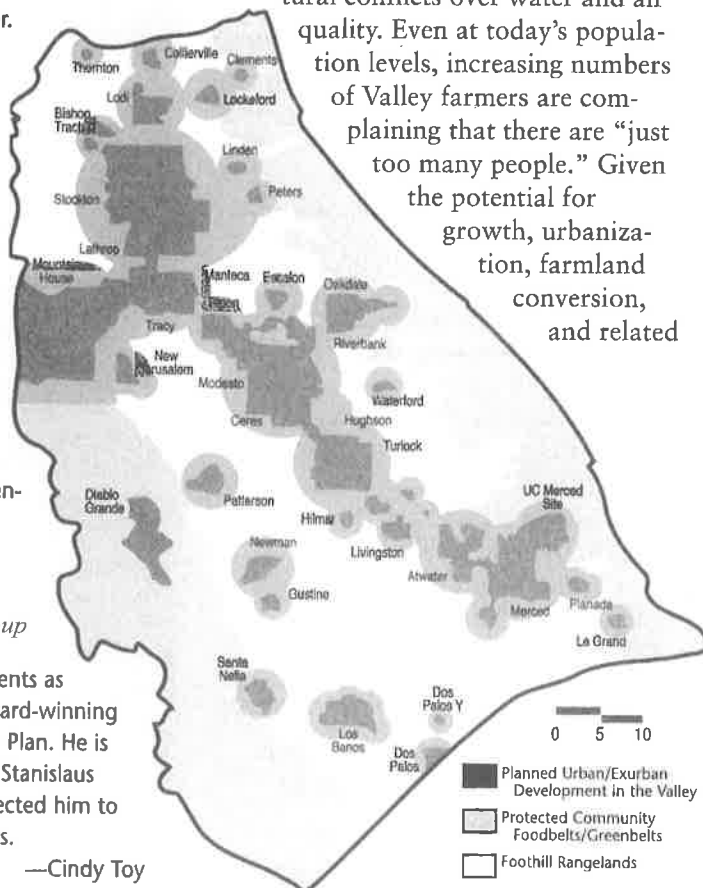 r.
tural conflicts over water and air
quality. Even at today's popula-
tion levels, increasing numbers
of Valley farmers are com-
plaining that there are “just
too many people.” Given
the potential for
growth, urbaniza-
tion, farmland
conversion,
and related
en-
up
ents as
ard-winning
Plan. He is
Stanislaus
ected him to
s.
—Cindy Toy
Thornton
Collierville
Clements
Lodi
Lockeford
Bishop
Tract
Linden
Stockton
Peters
Lathrop
Mountain
House
Manteca
Escalon
Oakdale
Ripon
Tracy
Riverbank
New
Jerusalem
Modesto
Waterford
Ceres
Hughson
Turlock
Diablo
Grande
Patterson
Hilmar
UC Merced
Site
Newman
Livingston
Gustine
Atwater
Merced
Planada
Le Grand
Santa
Nella
Los
Banos
Dos
Palos Y
Dos
Palos
0 5 10
Planned Urban/Exurban
Development in the Valley
Protected Community
Foodbelts/Greenbelts
Foothill Rangelands